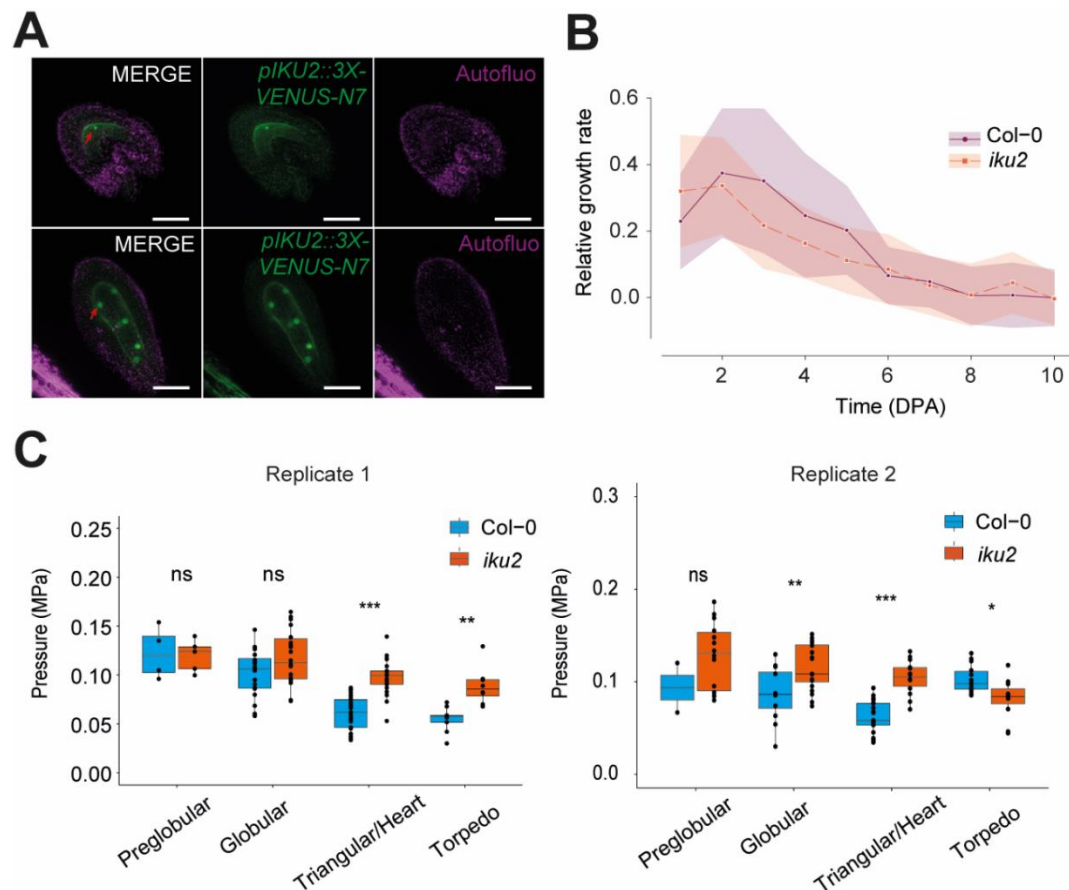 A
MERGE
pIKU2::3X-
VENUS-N7
Autofluo
MERGE
pIKU2::3X-
VENUS-N7
Autofluo
B
Relative growth rate
0.6
0.4
0.2
0.0
2 4 6 8 10
Time (DPA)
Col-0
iku2
C
Replicate 1
Pressure (MPa)
0.25
0.20
0.15
0.10
0.05
0.00
Col-0
iku2
ns ns *** **
Preglobular
Globular
Triangular/Heart
Torpedo
Replicate 2
Pressure (MPa)
0.3
0.2
0.1
0.0
Col-0
iku2
ns ** *** *
Preglobular
Globular
Triangular/Heart
Torpedo